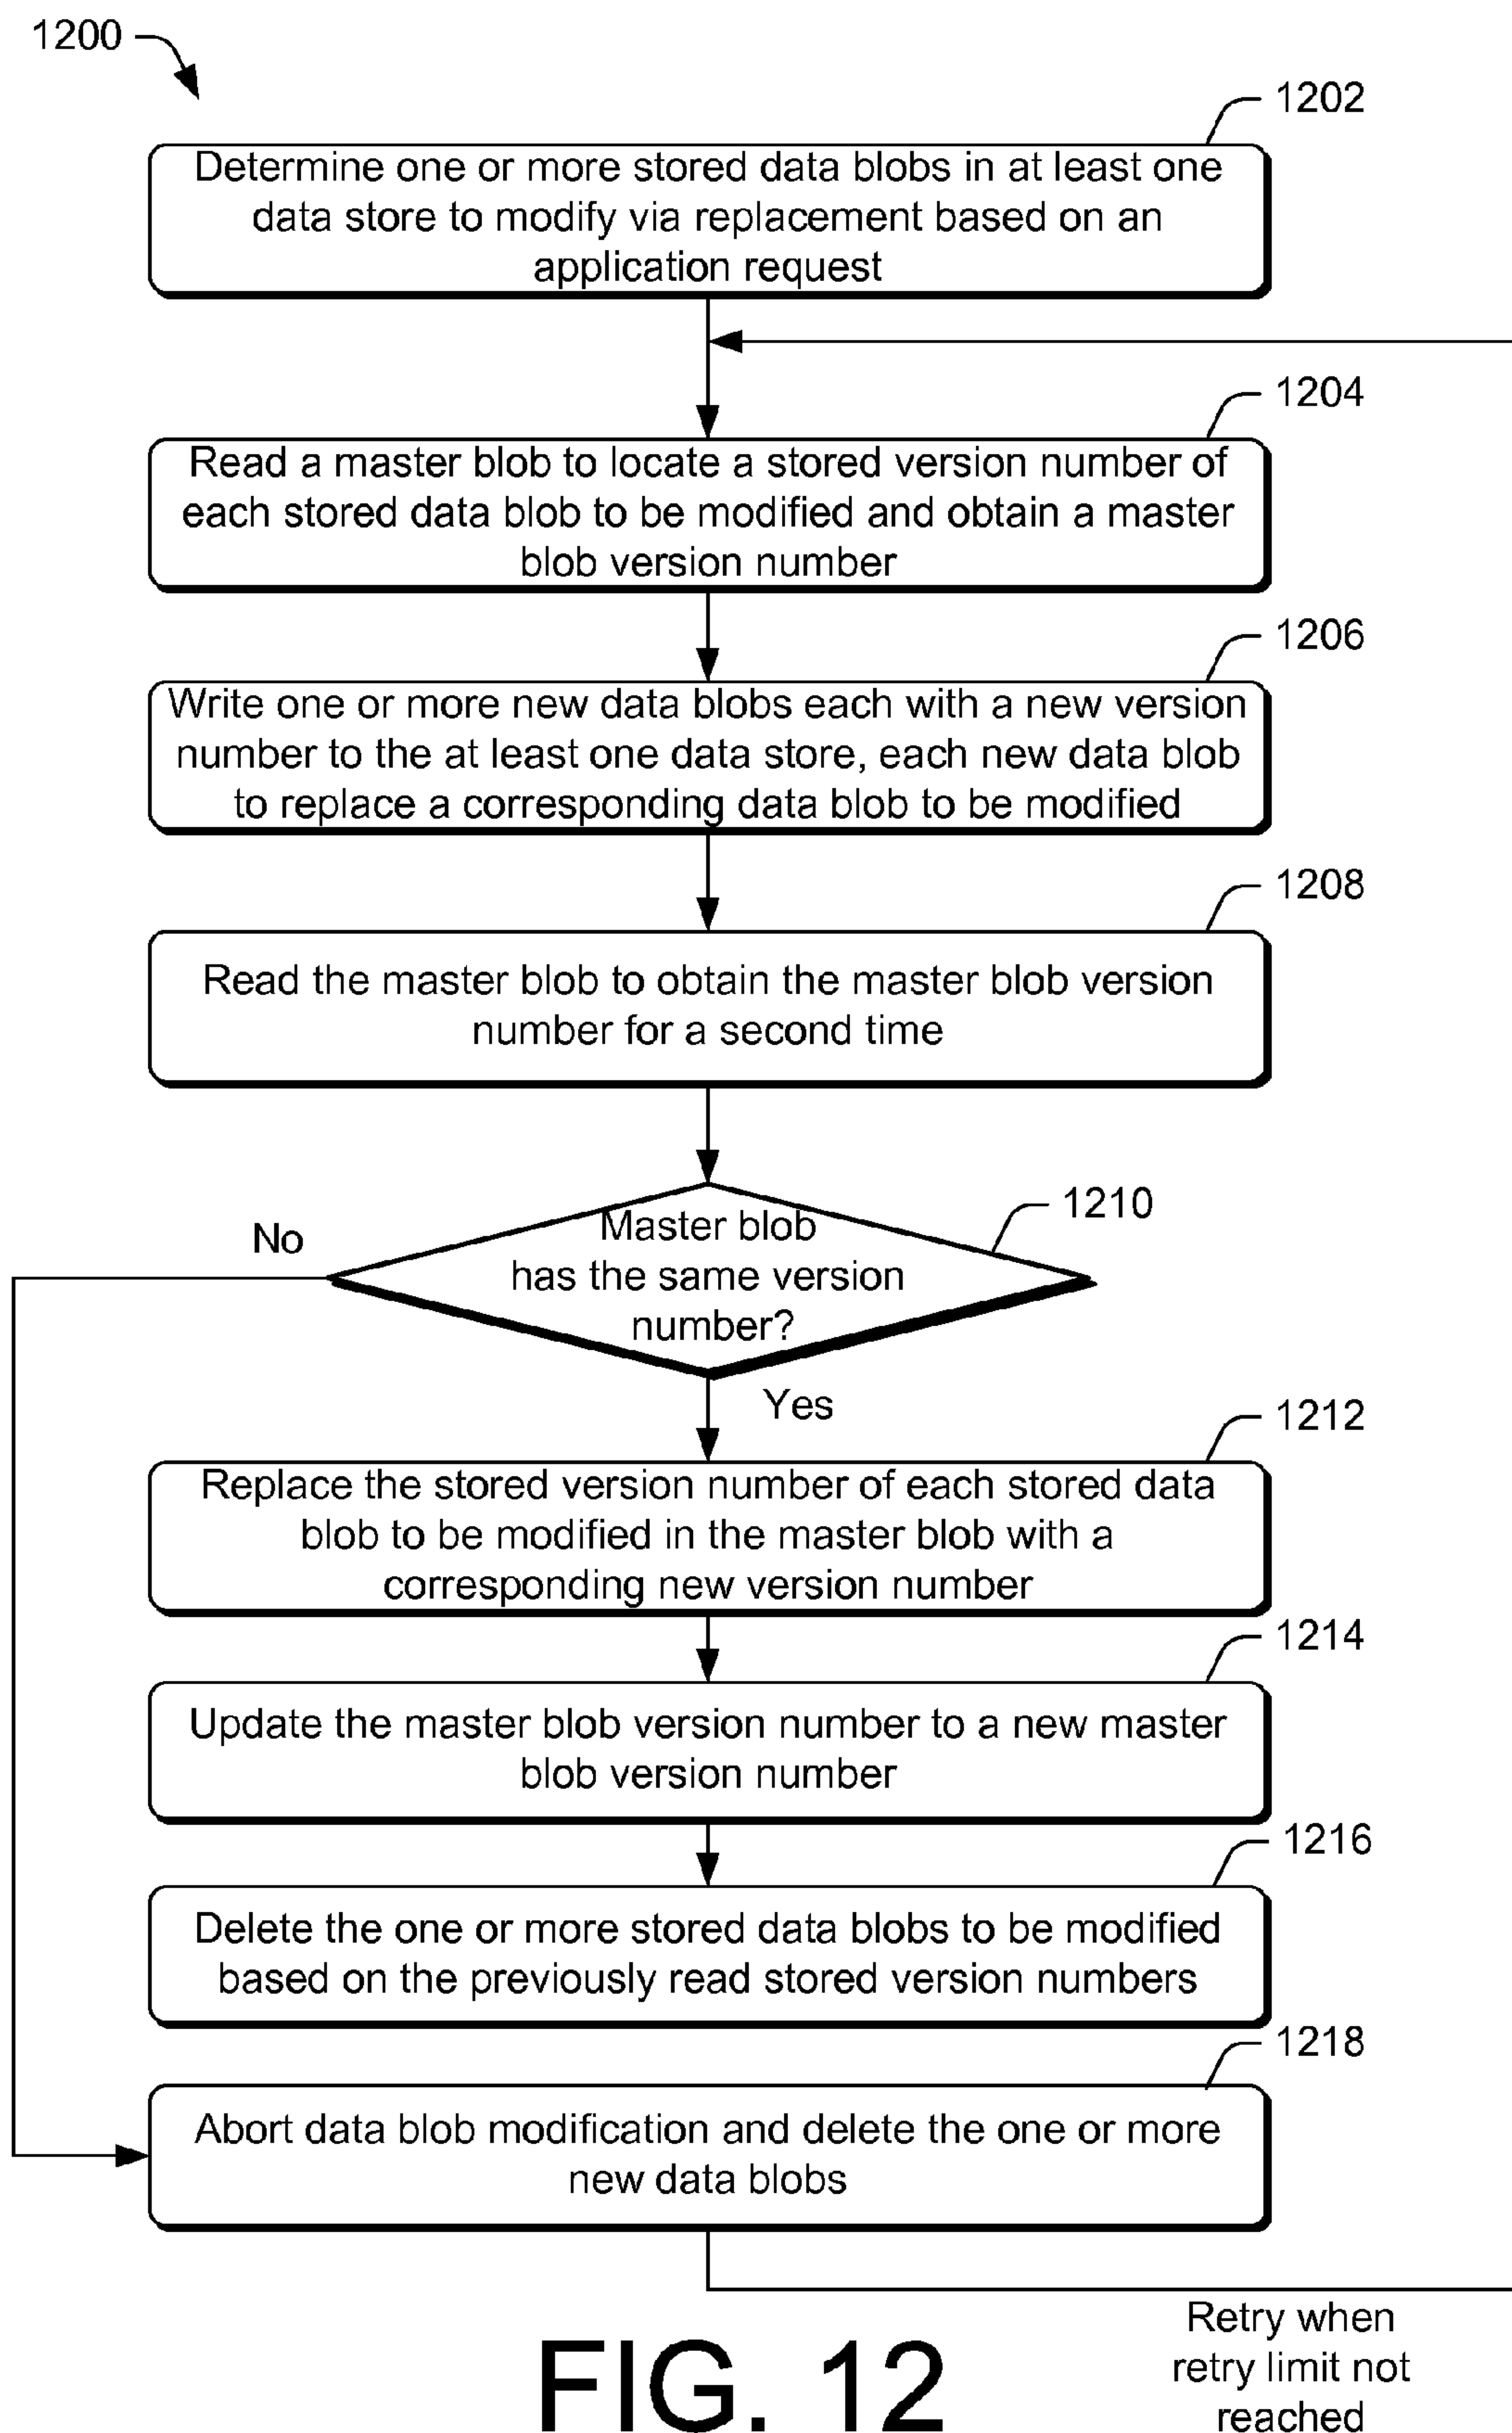 1200
1202
Determine one or more stored data blobs in at least one
data store to modify via replacement based on an
application request
1204
Read a master blob to locate a stored version number of
each stored data blob to be modified and obtain a master
blob version number
1206
Write one or more new data blobs each with a new version
number to the at least one data store, each new data blob
to replace a corresponding data blob to be modified
1208
Read the master blob to obtain the master blob version
number for a second time
1210
No
Master blob
has the same version
number?
Yes
1212
Replace the stored version number of each stored data
blob to be modified in the master blob with a
corresponding new version number
1214
Update the master blob version number to a new master
blob version number
1216
Delete the one or more stored data blobs to be modified
based on the previously read stored version numbers
1218
Abort data blob modification and delete the one or more
new data blobs
Retry when
retry limit not
reached
FIG. 12